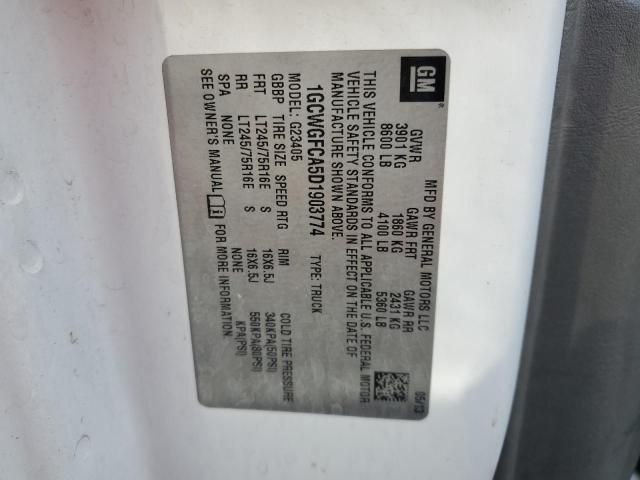 GM
®
MFD BY GENERAL MOTORS LLC 05/13
GVWR GAWR FRT GAWR RR
3901 KG 1860 KG 2431 KG
8600 LB 4100 LB 5360 LB
THIS VEHICLE CONFORMS TO ALL APPLICABLE U.S. FEDERAL MOTOR
VEHICLE SAFETY STANDARDS IN EFFECT ON THE DATE OF
MANUFACTURE SHOWN ABOVE.
1GCWGFCA5D1903774 TYPE: TRUCK
MODEL: G23405
GBBP TIRE SIZE SPEED RTG RIM COLD TIRE PRESSURE
FRT LT245/75R16E S 16X6.5J 340KPA(50PSI)
RR LT245/75R16E S 16X6.5J 550KPA(80PSI)
SPA NONE NONE KPA(PSI)
SEE OWNER'S MANUAL i FOR MORE INFORMATION.